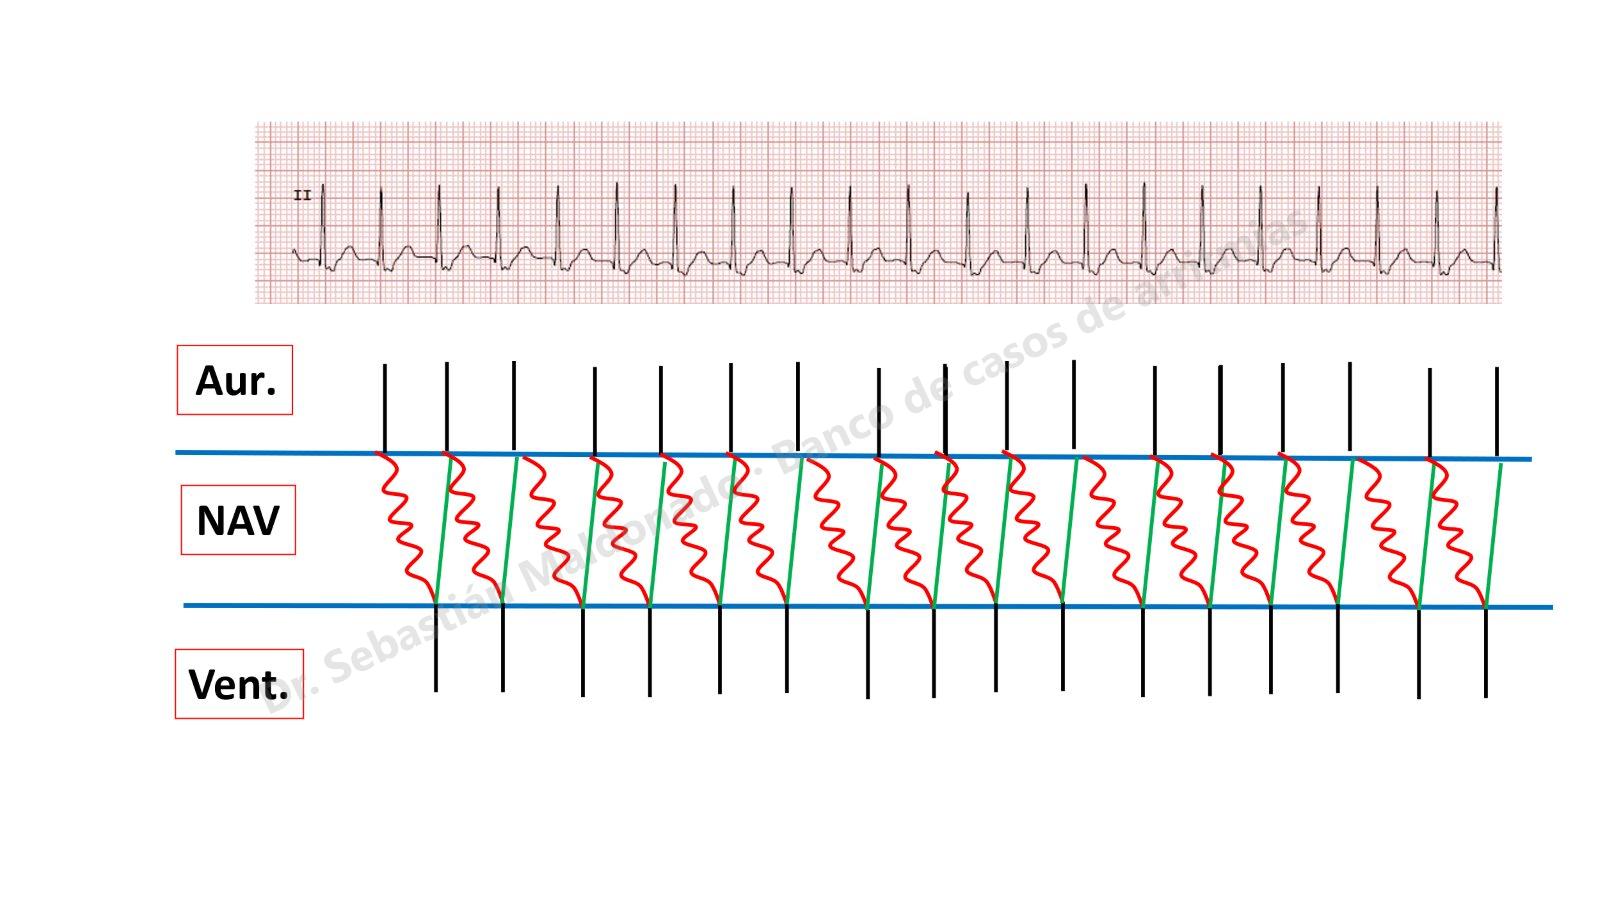 II
Aur.
NAV
Vent.
Dr. Sebastián Maldonado · Banco de casos de arritmias